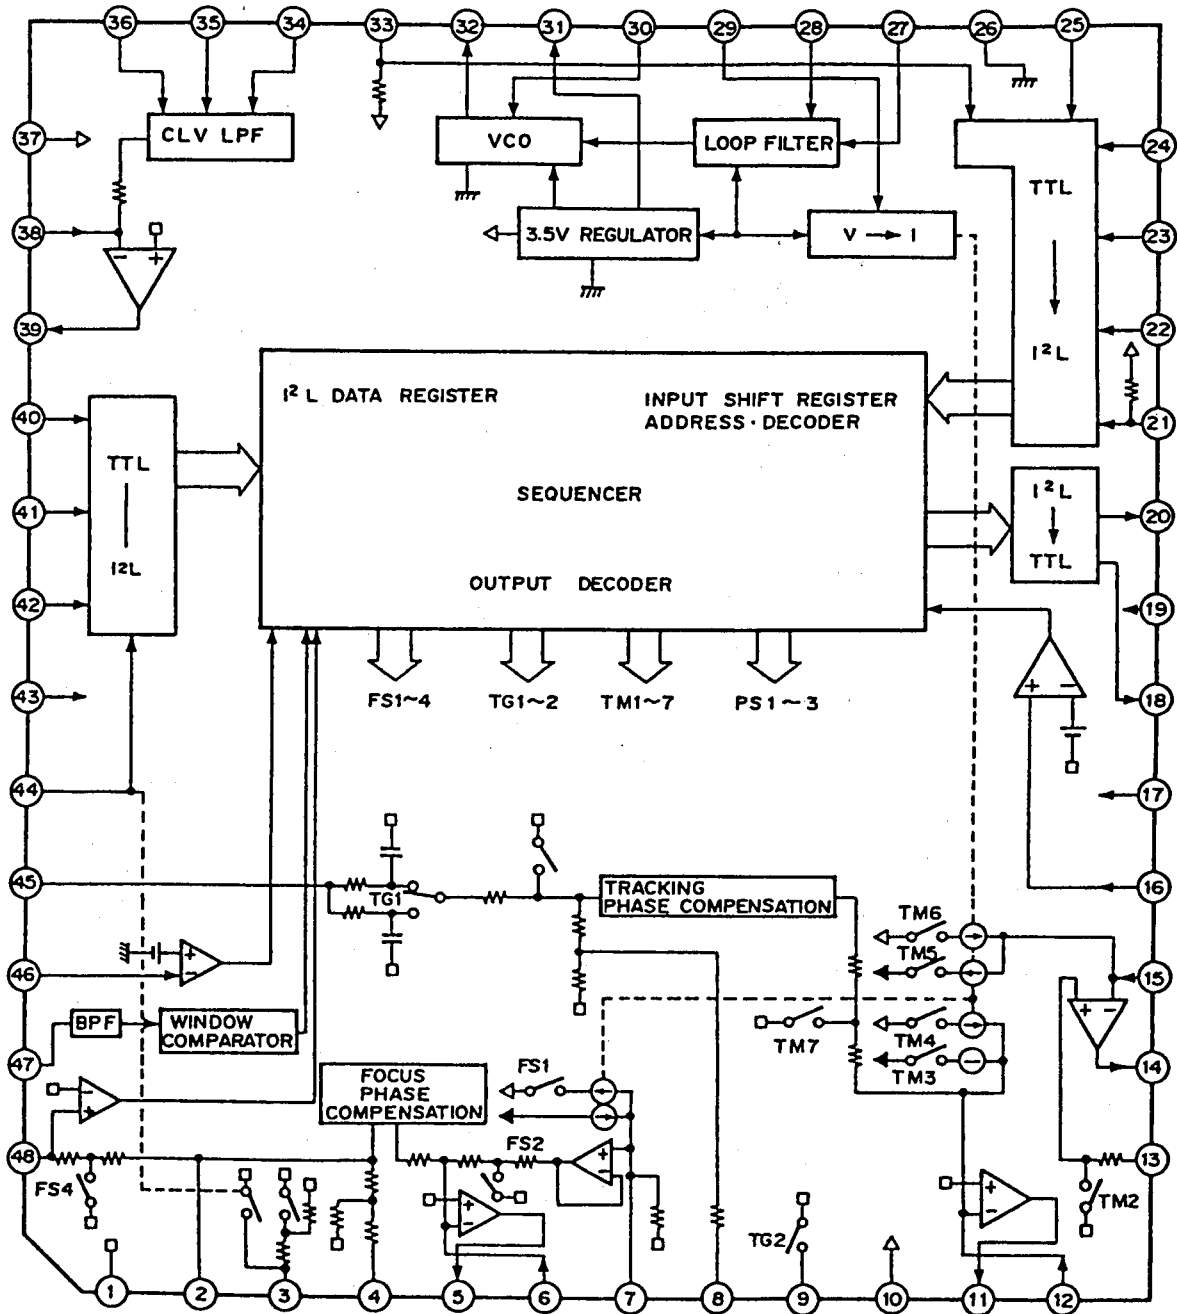 36 35 34 33 32 31 30 29 28 27 26 25
37
CLV LPF
VCO
LOOP FILTER
24
TTL
I²L
38
- +
3.5V REGULATOR
V → I
23
39
22
40
I² L DATA REGISTER
INPUT SHIFT REGISTER
ADDRESS · DECODER
21
TTL
I²L
41
SEQUENCER
I²L
TTL
20
42
OUTPUT DECODER
19
43
FS1~4
TG1~2
TM1~7
PS1~3
+ -
18
44
17
45
TG1
TRACKING
PHASE COMPENSATION
16
TM6
46
+
-
TM5
15
+ -
BPF
WINDOW
COMPARATOR
TM7
TM4
47
FOCUS
PHASE
COMPENSATION
FS1
TM3
14
-
+
48
FS2
+
-
13
FS4
+
-
TG2
+
-
TM2
1 2 3 4 5 6 7 8 9 10 11 12